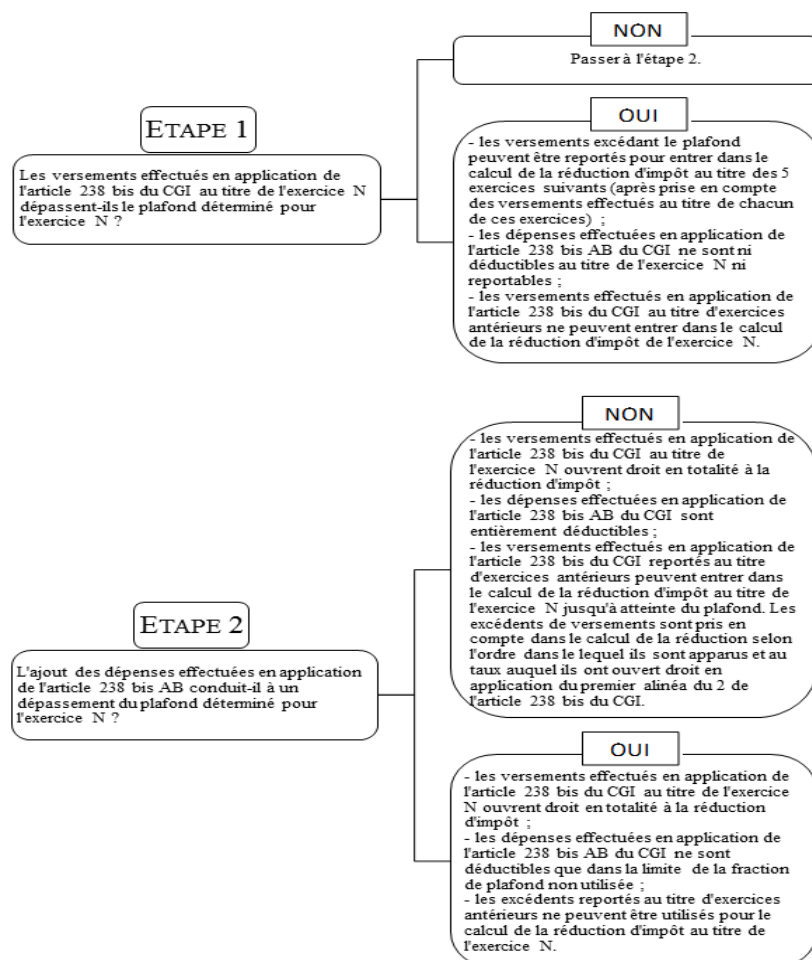 NON
Passer à l'étape 2.
ETAPE 1
Les versements effectués en application de
l'article 238 bis du CGI au titre de l'exercice N
dépassent-ils le plafond déterminé pour
l'exercice N ?
OUI
- les versements excédant le plafond
peuvent être reportés pour entrer dans le
calcul de la réduction d'impôt au titre des 5
exercices suivants (après prise en compte
des versements effectués au titre de chacun
de ces exercices) ;
- les dépenses effectuées en application de
l'article 238 bis AB du CGI ne sont ni
déductibles au titre de l'exercice N ni
reportables ;
- les versements effectués en application de
l'article 238 bis du CGI au titre d'exercices
antérieurs ne peuvent entrer dans le calcul
de la réduction d'impôt de l'exercice N.
NON
- les versements effectués en application de
l'article 238 bis du CGI au titre de
l'exercice N ouvrent droit en totalité à la
réduction d'impôt ;
- les dépenses effectuées en application de
l'article 238 bis AB du CGI sont
entièrement déductibles ;
- les versements effectués en application de
l'article 238 bis du CGI reportés au titre
d'exercices antérieurs peuvent entrer dans
le calcul de la réduction d'impôt au titre de
l'exercice N jusqu'à atteinte du plafond. Les
excédents de versements sont pris en
compte dans le calcul de la réduction selon
l'ordre dans le lequel ils sont apparus et au
taux auquel ils ont ouvert droit en
application du premier alinéa du 2 de
l'article 238 bis du CGI.
ETAPE 2
L'ajout des dépenses effectuées en application
de l'article 238 bis AB conduit-il à un
dépassement du plafond déterminé pour
l'exercice N ?
OUI
- les versements effectués en application de
l'article 238 bis du CGI au titre de l'exercice
N ouvrent droit en totalité à la réduction
d'impôt ;
- les dépenses effectuées en application de
l'article 238 bis AB du CGI ne sont
déductibles que dans la limite de la fraction
de plafond non utilisée ;
- les excédents reportés au titre d'exercices
antérieurs ne peuvent être utilisés pour le
calcul de la réduction d'impôt au titre de
l'exercice N.